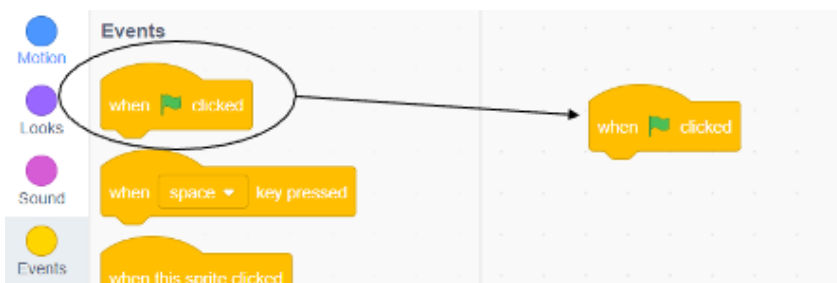 Events
Motion
when clicked
when clicked
Looks
when space key pressed
Sound
Events
when this sprite clicked